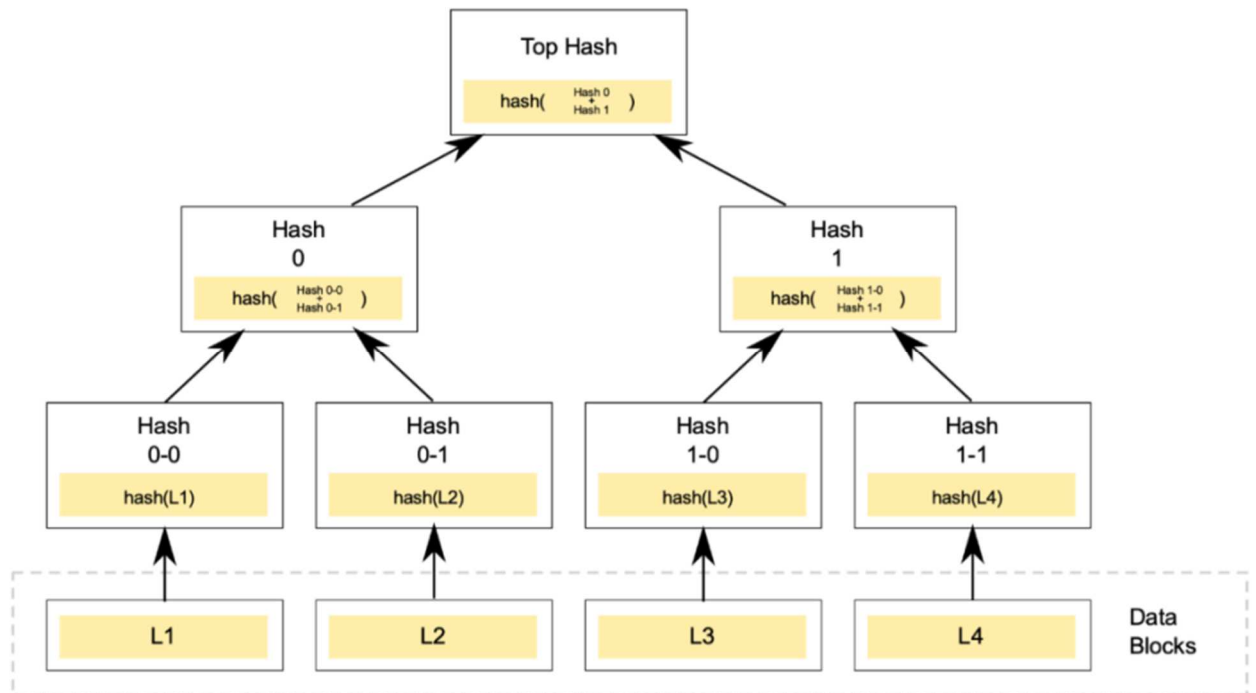 Top Hash
hash( Hash 0 + Hash 1 )
Hash
0
hash( Hash 0-0 + Hash 0-1 )
Hash
1
hash( Hash 1-0 + Hash 1-1 )
Hash
0-0
hash(L1)
Hash
0-1
hash(L2)
Hash
1-0
hash(L3)
Hash
1-1
hash(L4)
L1
L2
L3
L4
Data
Blocks